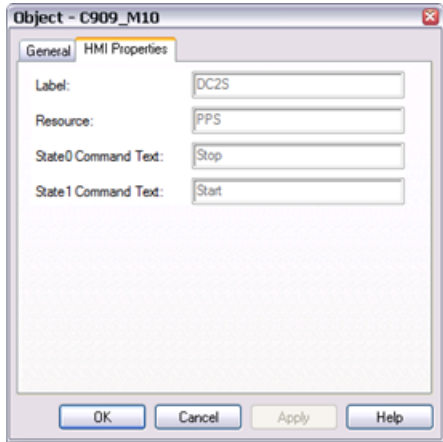 Object - C909_M10
General HMI Properties
Label: DC2S
Resource: PPS
State0 Command Text: Stop
State1 Command Text: Start
OK Cancel Apply Help